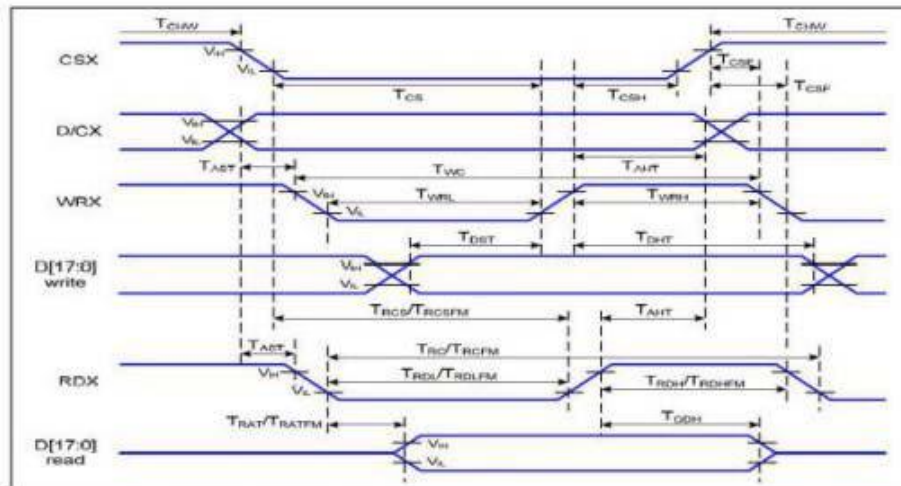 TCHW TCHW
CSX VIH VIL TCSF
TCS TCSH TCSF
D/CX VIH VIL
TAST TWC TAHT
WRX VIH VIL TWRL TWRH
TDST TDHT
D[17:0] VIH
write VIL
TRCS/TRCSFM TAHT
TAST TRC/TRCFM
RDX VIH VIL TRDL/TRDLFM TRDH/TRDHFM
TRAT/TRATFM TODH
D[17:0] VIH
read VIL